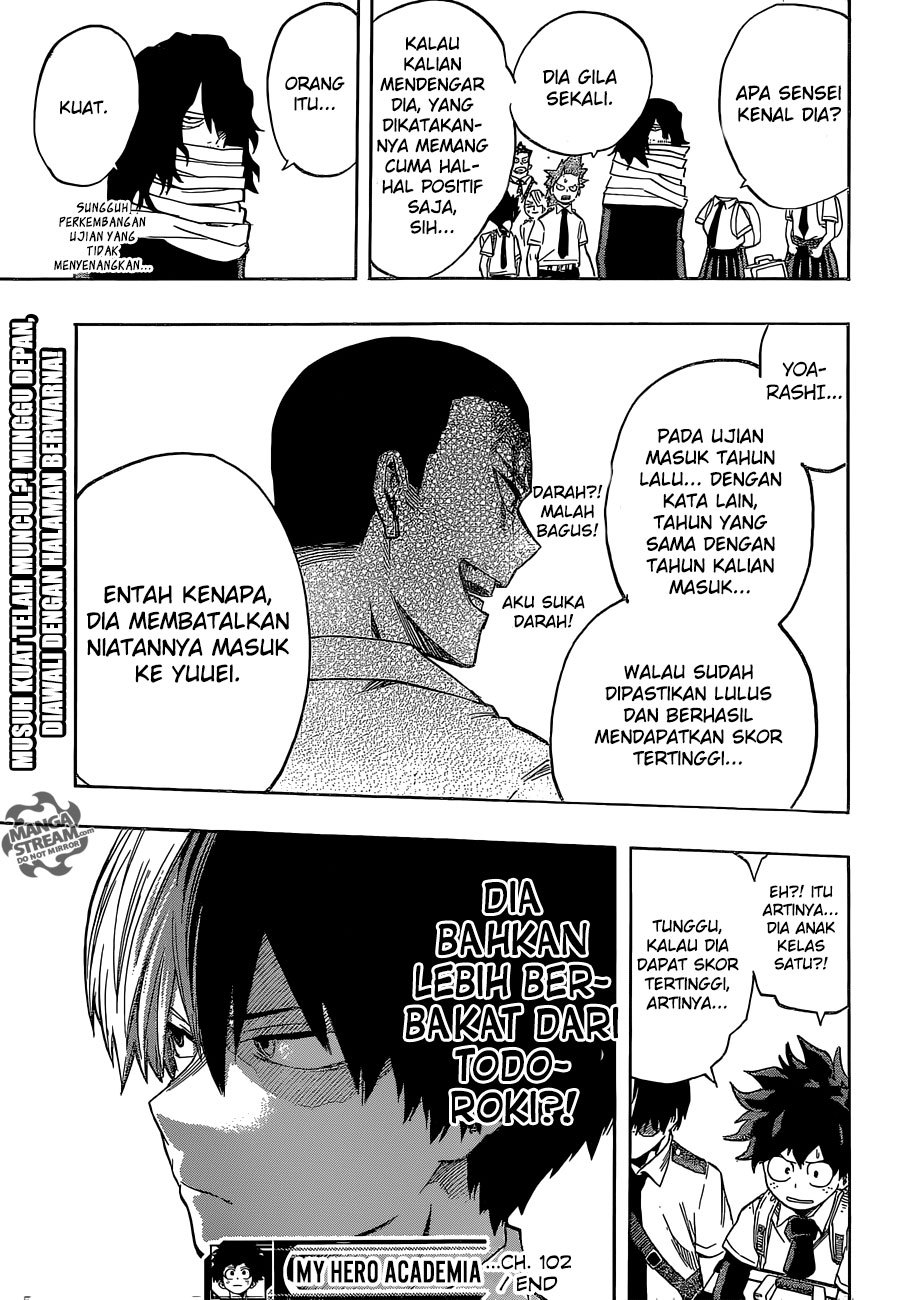 APA SENSEI
KENAL DIA?
DIA GILA
SEKALI.
KALAU
KALIAN
MENDENGAR
DIA, YANG
DIKATAKAN-
NYA MEMANG
CUMA HAL-
HAL POSITIF
SAJA,
SIH...
ORANG
ITU...
KUAT.
SUNGGUH
PERKEMBANGAN
UJIAN YANG
TIDAK
MENYENANGKAN...
YOA-
RASHI...
PADA UJIAN
MASUK TAHUN
LALU... DENGAN
KATA LAIN,
TAHUN YANG
SAMA DENGAN
TAHUN KALIAN
MASUK...
WALAU SUDAH
DIPASTIKAN LULUS
DAN BERHASIL
MENDAPATKAN SKOR
TERTINGGI...
DARAH?!
MALAH
BAGUS!
AKU SUKA
DARAH!
ENTAH KENAPA,
DIA MEMBATALKAN
NIATANNYA MASUK
KE YUUEI.
MUSUH KUAT TELAH MUNCUL?! MINGGU DEPAN,
DIAWALI DENGAN HALAMAN BERWARNA!
EH?! ITU
ARTINYA...
DIA ANAK
KELAS
SATU?!
TUNGGU,
KALAU DIA
DAPAT SKOR
TERTINGGI,
ARTINYA...
DIA
BAHKAN
LEBIH BER-
BAKAT DARI
TODO-
ROKI?!
MANGA
STREAM.com
DO NOT MIRROR!
MY HERO ACADEMIA
...CH. 102
/ END